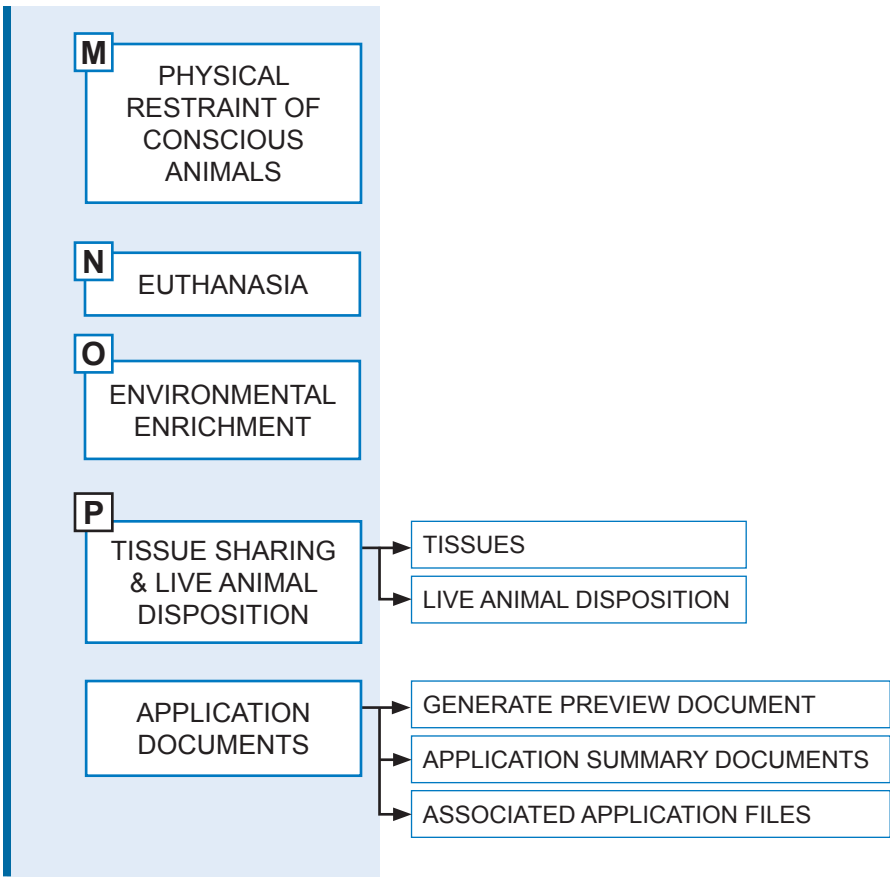 M
PHYSICAL
RESTRAINT OF
CONSCIOUS
ANIMALS
N
EUTHANASIA
O
ENVIRONMENTAL
ENRICHMENT
P
TISSUE SHARING
& LIVE ANIMAL
DISPOSITION
TISSUES
LIVE ANIMAL DISPOSITION
APPLICATION
DOCUMENTS
GENERATE PREVIEW DOCUMENT
APPLICATION SUMMARY DOCUMENTS
ASSOCIATED APPLICATION FILES